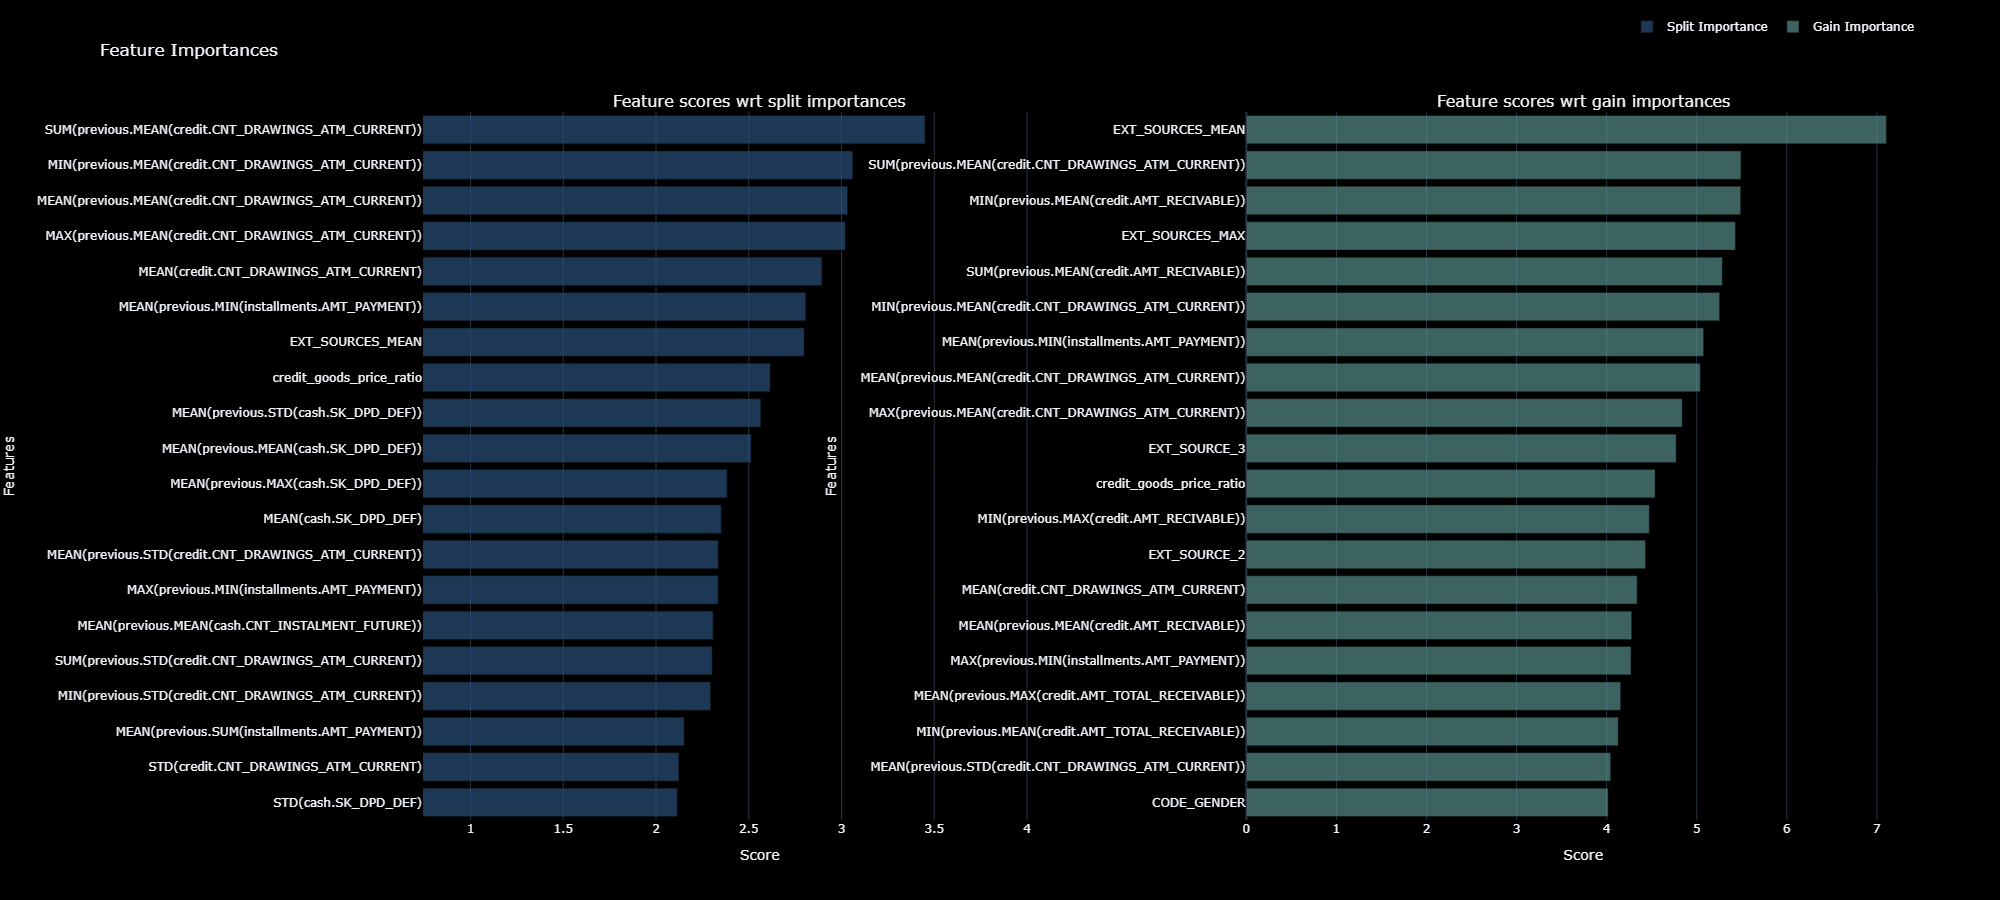 Split Importance
Gain Importance
Feature Importances
Feature scores wrt split importances
SUM(previous.MEAN(credit.CNT_DRAWINGS_ATM_CURRENT))
MIN(previous.MEAN(credit.CNT_DRAWINGS_ATM_CURRENT))
MEAN(previous.MEAN(credit.CNT_DRAWINGS_ATM_CURRENT))
MAX(previous.MEAN(credit.CNT_DRAWINGS_ATM_CURRENT))
MEAN(credit.CNT_DRAWINGS_ATM_CURRENT)
MEAN(previous.MIN(installments.AMT_PAYMENT))
EXT_SOURCES_MEAN
credit_goods_price_ratio
MEAN(previous.STD(cash.SK_DPD_DEF))
MEAN(previous.MEAN(cash.SK_DPD_DEF))
MEAN(previous.MAX(cash.SK_DPD_DEF))
MEAN(cash.SK_DPD_DEF)
MEAN(previous.STD(credit.CNT_DRAWINGS_ATM_CURRENT))
MAX(previous.MIN(installments.AMT_PAYMENT))
MEAN(previous.MEAN(cash.CNT_INSTALMENT_FUTURE))
SUM(previous.STD(credit.CNT_DRAWINGS_ATM_CURRENT))
MIN(previous.STD(credit.CNT_DRAWINGS_ATM_CURRENT))
MEAN(previous.SUM(installments.AMT_PAYMENT))
STD(credit.CNT_DRAWINGS_ATM_CURRENT)
STD(cash.SK_DPD_DEF)
Features
1 1.5 2 2.5 3 3.5 4
Score
Feature scores wrt gain importances
EXT_SOURCES_MEAN
SUM(previous.MEAN(credit.CNT_DRAWINGS_ATM_CURRENT))
MIN(previous.MEAN(credit.AMT_RECIVABLE))
EXT_SOURCES_MAX
SUM(previous.MEAN(credit.AMT_RECIVABLE))
MIN(previous.MEAN(credit.CNT_DRAWINGS_ATM_CURRENT))
MEAN(previous.MIN(installments.AMT_PAYMENT))
MEAN(previous.MEAN(credit.CNT_DRAWINGS_ATM_CURRENT))
MAX(previous.MEAN(credit.CNT_DRAWINGS_ATM_CURRENT))
EXT_SOURCE_3
credit_goods_price_ratio
MIN(previous.MAX(credit.AMT_RECIVABLE))
EXT_SOURCE_2
MEAN(credit.CNT_DRAWINGS_ATM_CURRENT)
MEAN(previous.MEAN(credit.AMT_RECIVABLE))
MAX(previous.MIN(installments.AMT_PAYMENT))
MEAN(previous.MAX(credit.AMT_TOTAL_RECEIVABLE))
MIN(previous.MEAN(credit.AMT_TOTAL_RECEIVABLE))
MEAN(previous.STD(credit.CNT_DRAWINGS_ATM_CURRENT))
CODE_GENDER
Features
0 1 2 3 4 5 6 7
Score